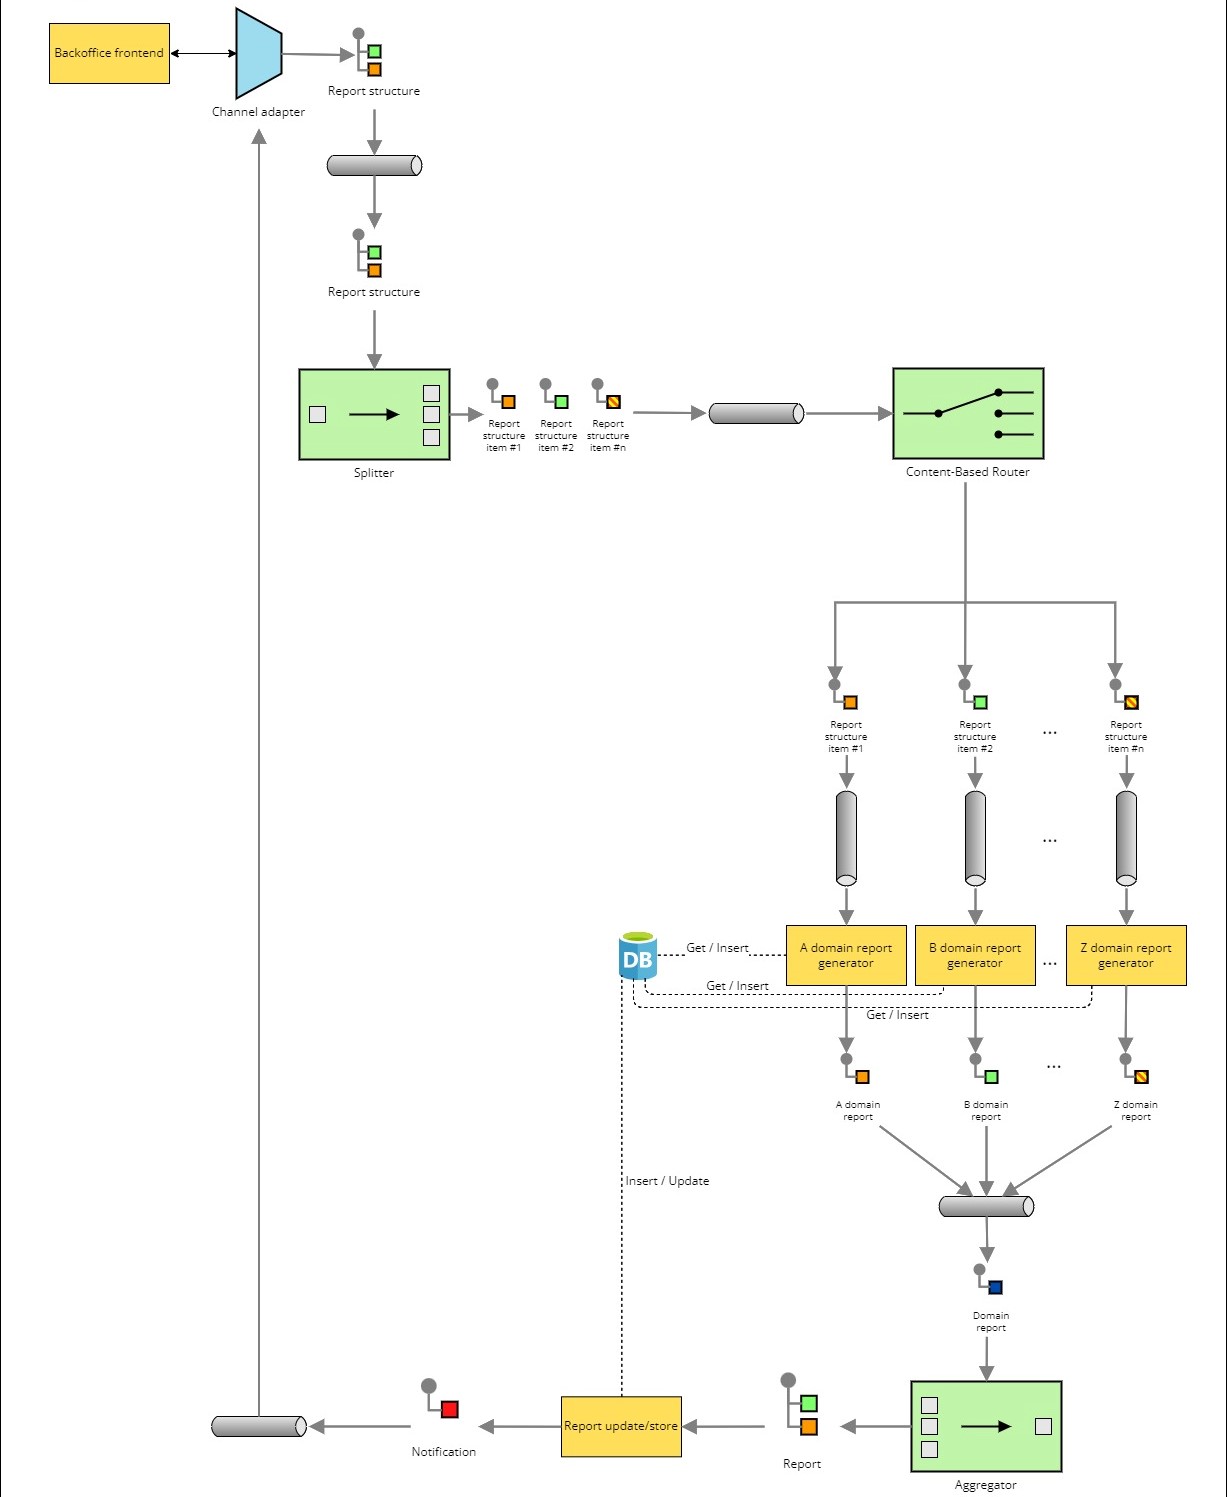 Backoffice frontend
Channel adapter
Report structure
Report structure
Splitter
Report
structure
item #1
Report
structure
item #2
Report
structure
item #n
Content-Based Router
Report
structure
item #1
Report
structure
item #2
...
Report
structure
item #n
...
DB
Get / Insert
A domain report
generator
B domain report
generator
...
Z domain report
generator
Get / Insert
Get / Insert
...
A domain
report
B domain
report
Z domain
report
Insert / Update
Domain
report
Aggregator
Report
Report update/store
Notification